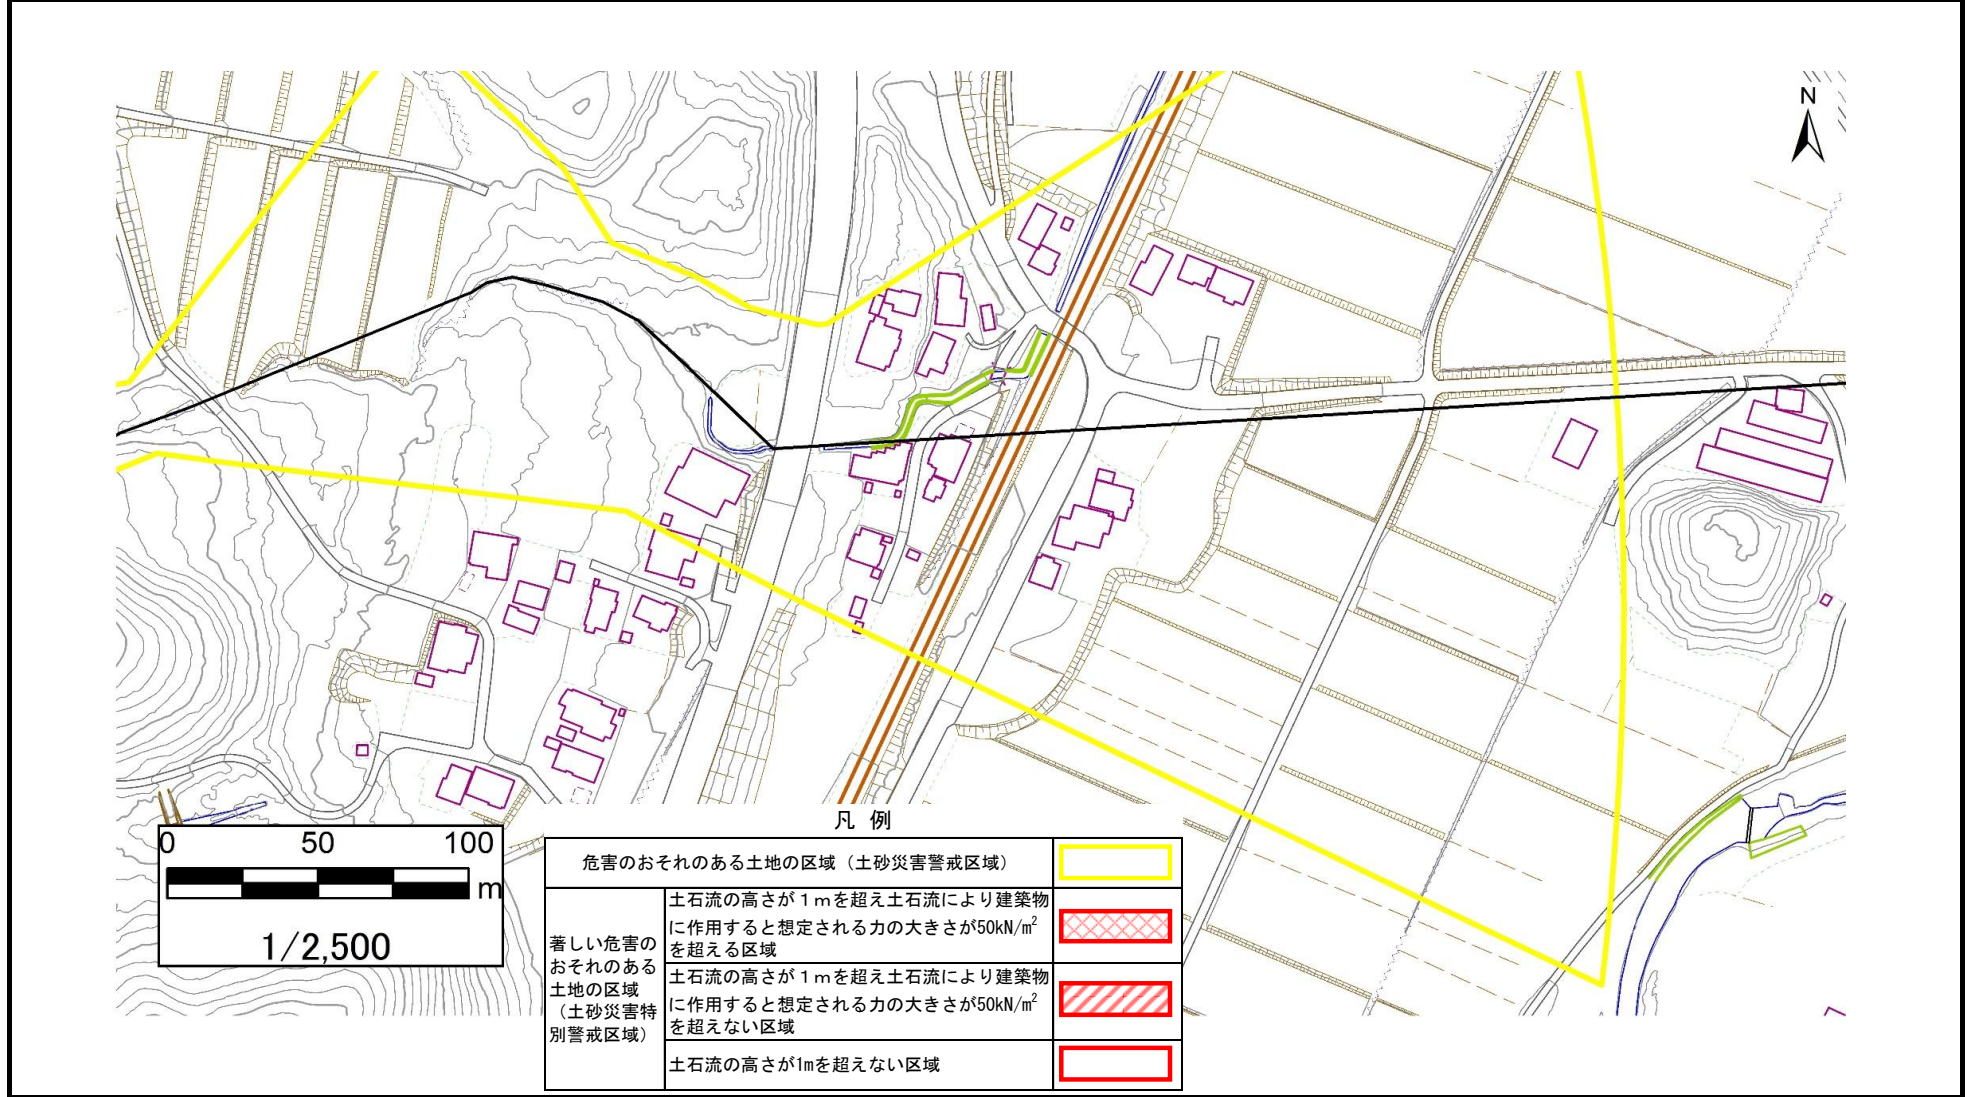 N
0 50 100
m
1/2,500
凡 例
危害のおそれのある土地の区域（土砂災害警戒区域）
著しい危害の
おそれのある
土地の区域
（土砂災害特
別警戒区域）
土石流の高さが１ｍを超え土石流により建築物
に作用すると想定される力の大きさが50kN/m²
を超える区域
土石流の高さが１ｍを超え土石流により建築物
に作用すると想定される力の大きさが50kN/m²
を超えない区域
土石流の高さが1mを超えない区域